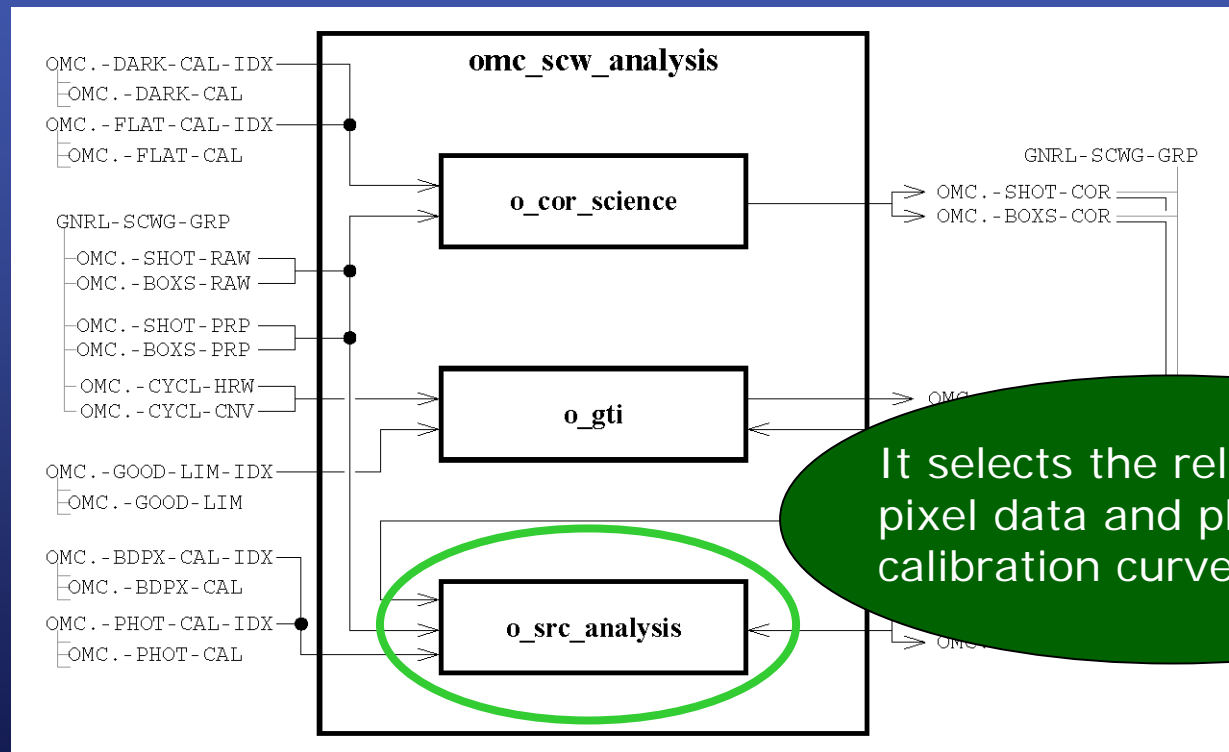 omc_scw_analysis
OMC.-DARK-CAL-IDX
OMC.-DARK-CAL
OMC.-FLAT-CAL-IDX
OMC.-FLAT-CAL
GNRL-SCWG-GRP
OMC.-SHOT-RAW
OMC.-BOXS-RAW
OMC.-SHOT-PRP
OMC.-BOXS-PRP
OMC.-CYCL-HRW
OMC.-CYCL-CNV
OMC.-GOOD-LIM-IDX
OMC.-GOOD-LIM
OMC.-BDPX-CAL-IDX
OMC.-BDPX-CAL
OMC.-PHOT-CAL-IDX
OMC.-PHOT-CAL
o_cor_science
o_gti
o_src_analysis
GNRL-SCWG-GRP
OMC.-SHOT-COR
OMC.-BOXS-COR
It selects the
pixel data and
calibration